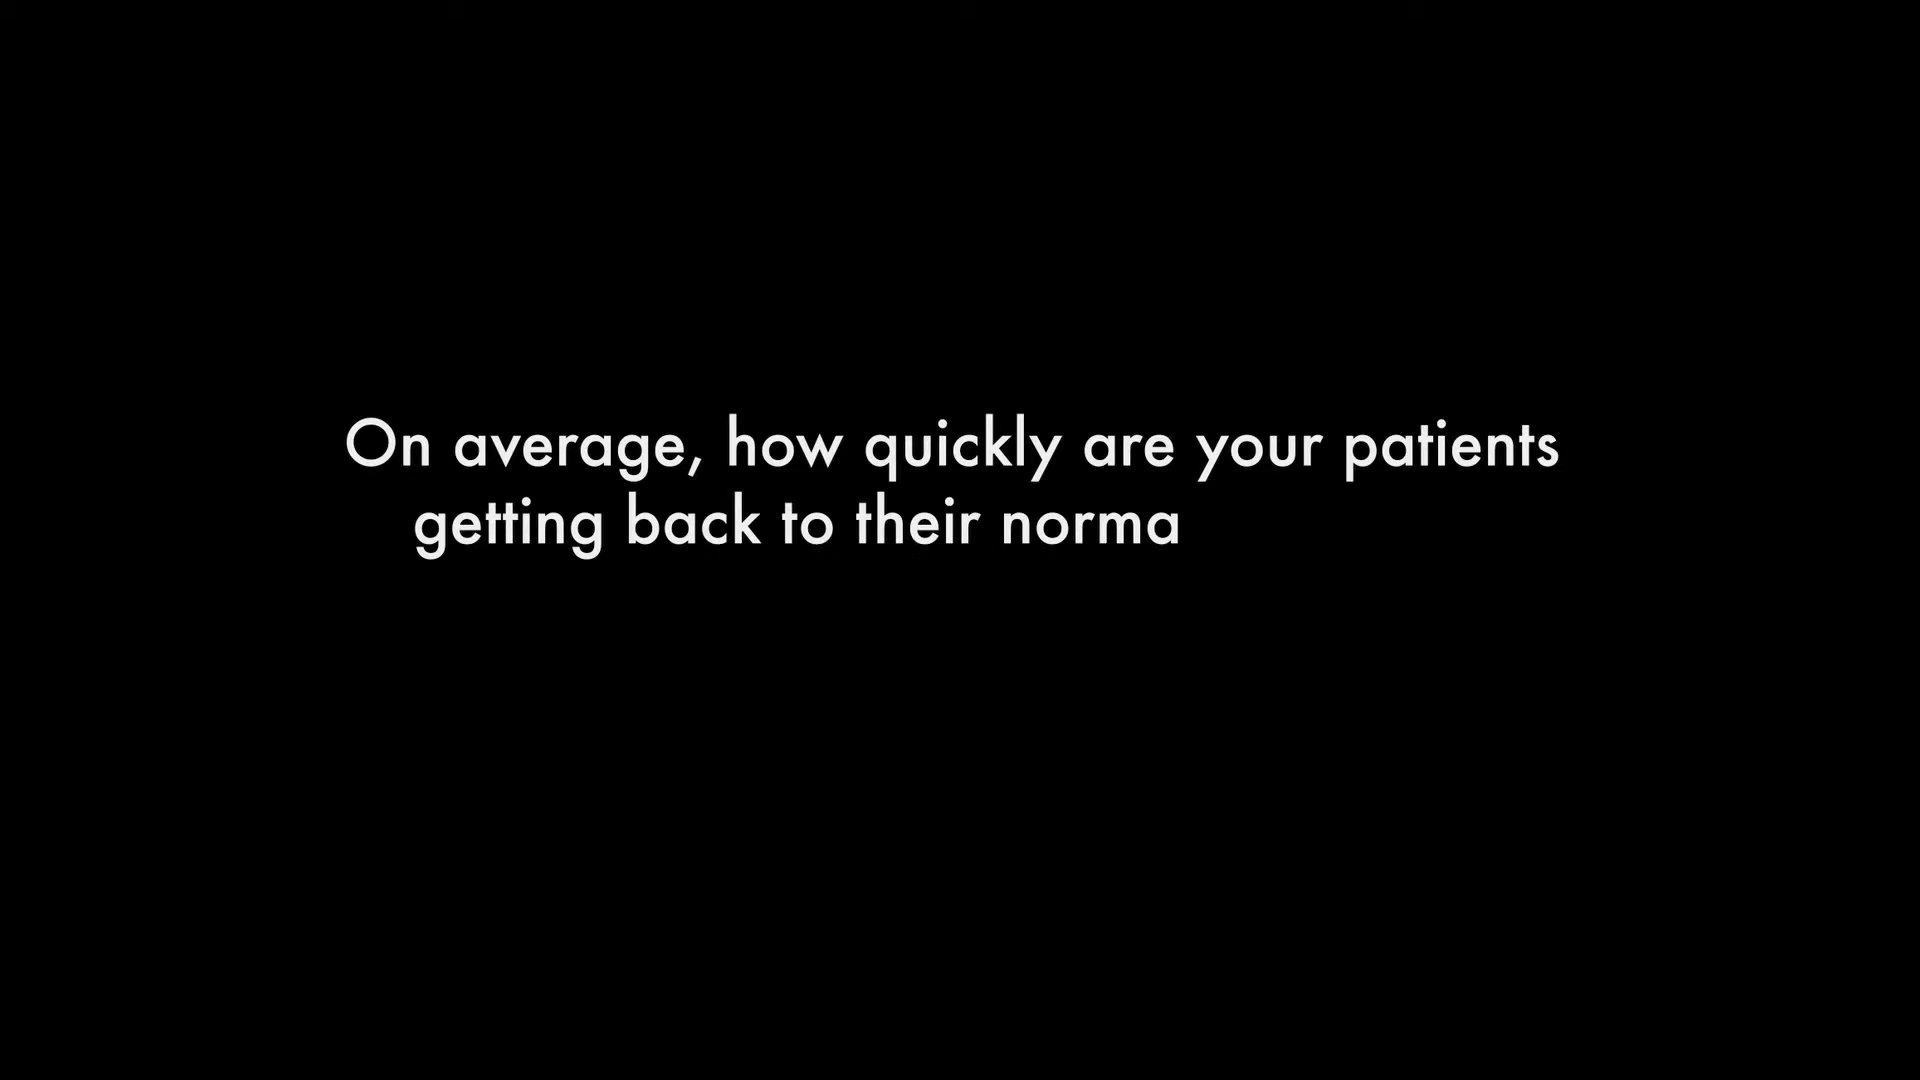 On average, how quickly are your patients
getting back to their norma